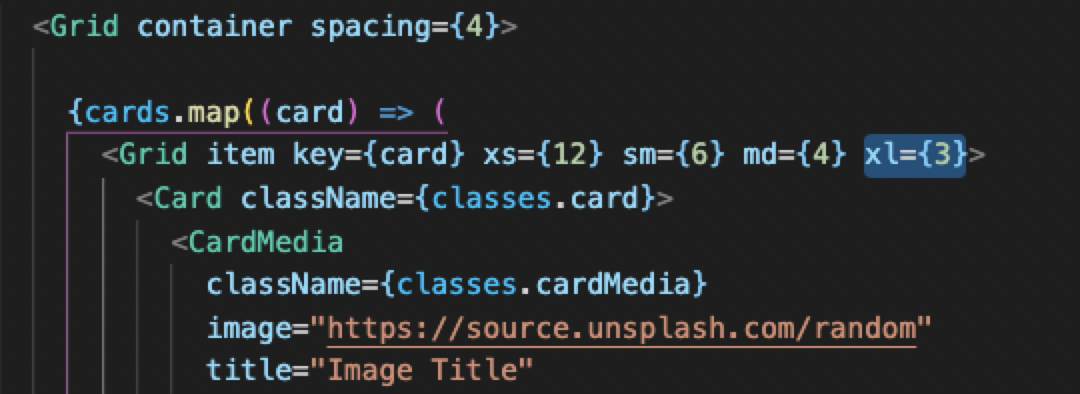 <Grid container spacing={4}>
{cards.map((card) => (
<Grid item key={card} xs={12} sm={6} md={4} xl={3}>
<Card className={classes.card}>
<CardMedia
className={classes.cardMedia}
image="https://source.unsplash.com/random"
title="Image Title"